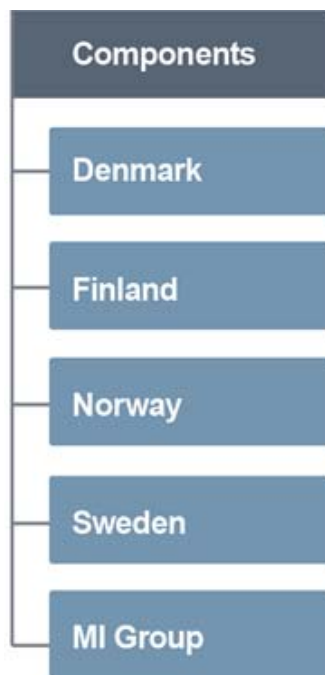 Components
Denmark
Finland
Norway
Sweden
MI Group